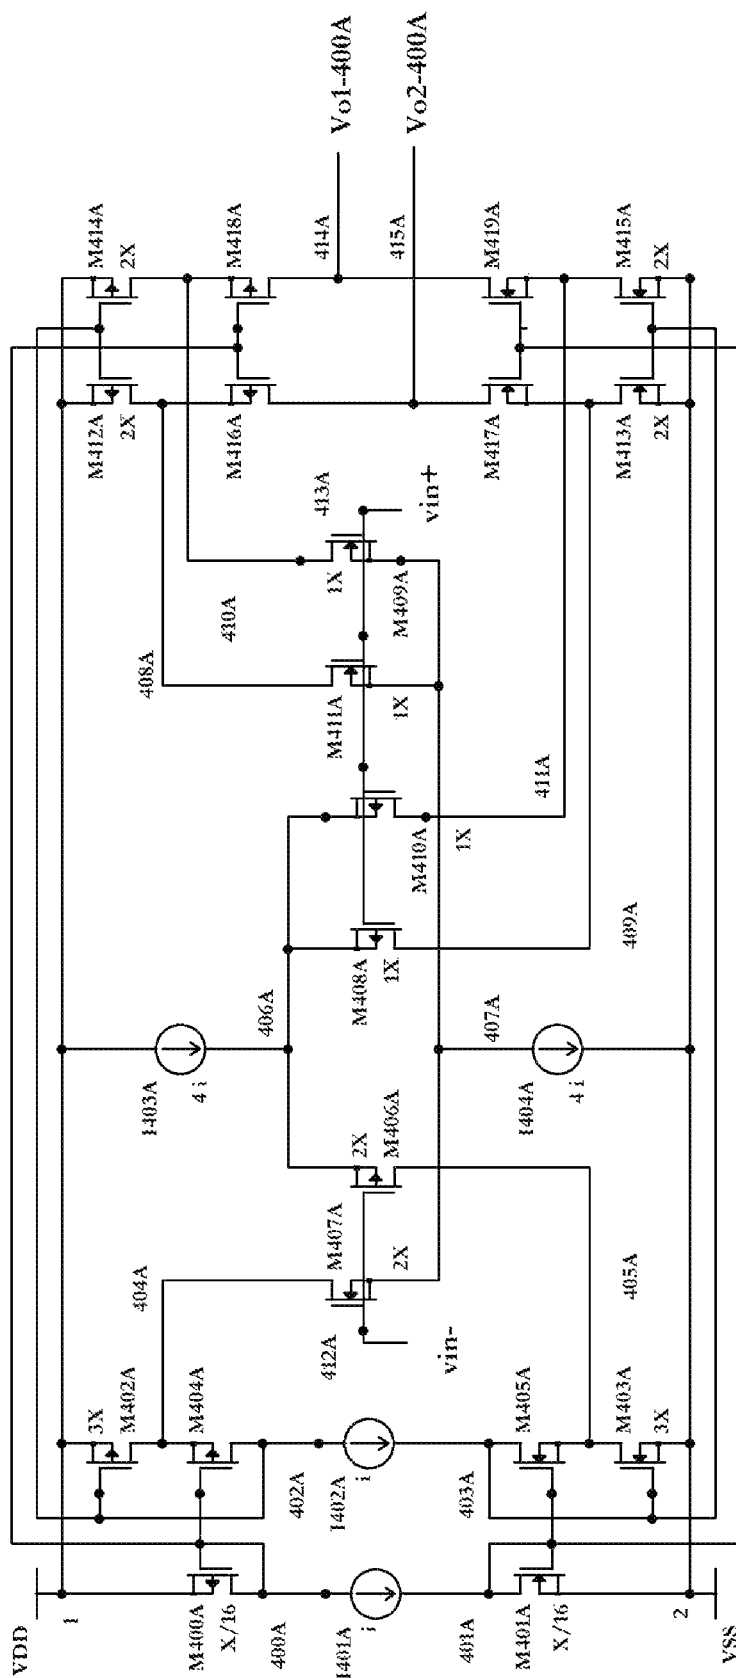 VDD
1
3X
M402A
M412A
2X
M414A
2X
M400A
X/16
M404A
404A
I403A
4 i
408A
410A
M416A
M418A
400A
402A
406A
I401A
i
I402A
i
412A
vin-
M407A
2X
2X
M406A
M408A
1X
M410A
1X
M411A
1X
1X
M409A
413A
vin+
414A
Vo1-400A
415A
Vo2-400A
401A
403A
407A
M401A
X/16
M405A
405A
I404A
4 i
411A
409A
M417A
M419A
M403A
3X
M413A
2X
M415A
2X
2
VSS